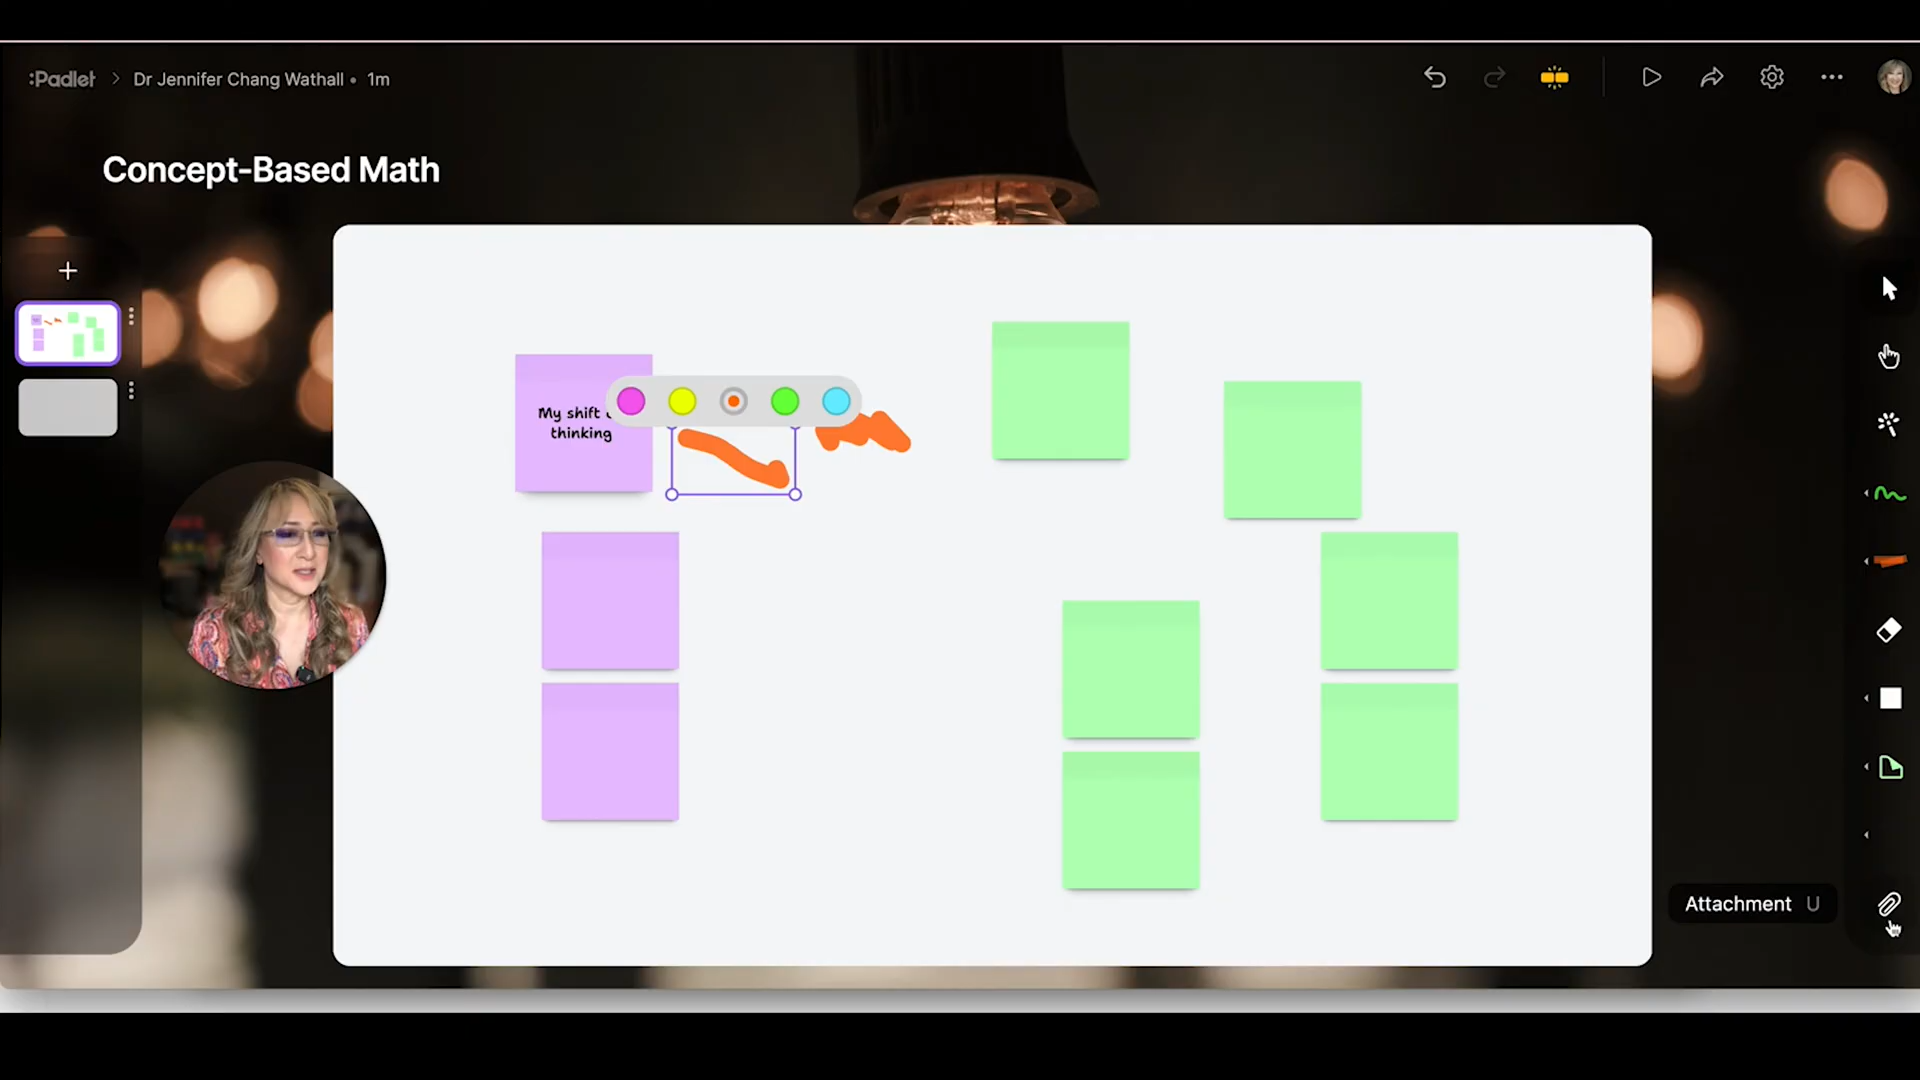 :Padlet > Dr Jennifer Chang Wathall • 1m
Concept-Based Math
My shift
thinking
Attachment U